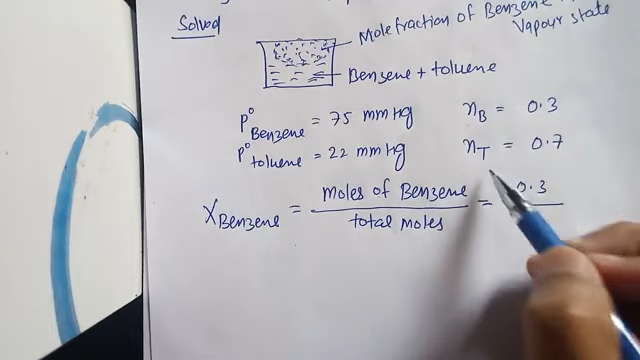 Solved
Mole fraction of Benzene
Vapour state
Benzene + toluene
P°Benzene = 75 mm Hg
nB = 0.3
P°toluene = 22 mm Hg
nT = 0.7
XBenzene = moles of Benzene / total moles = 0.3